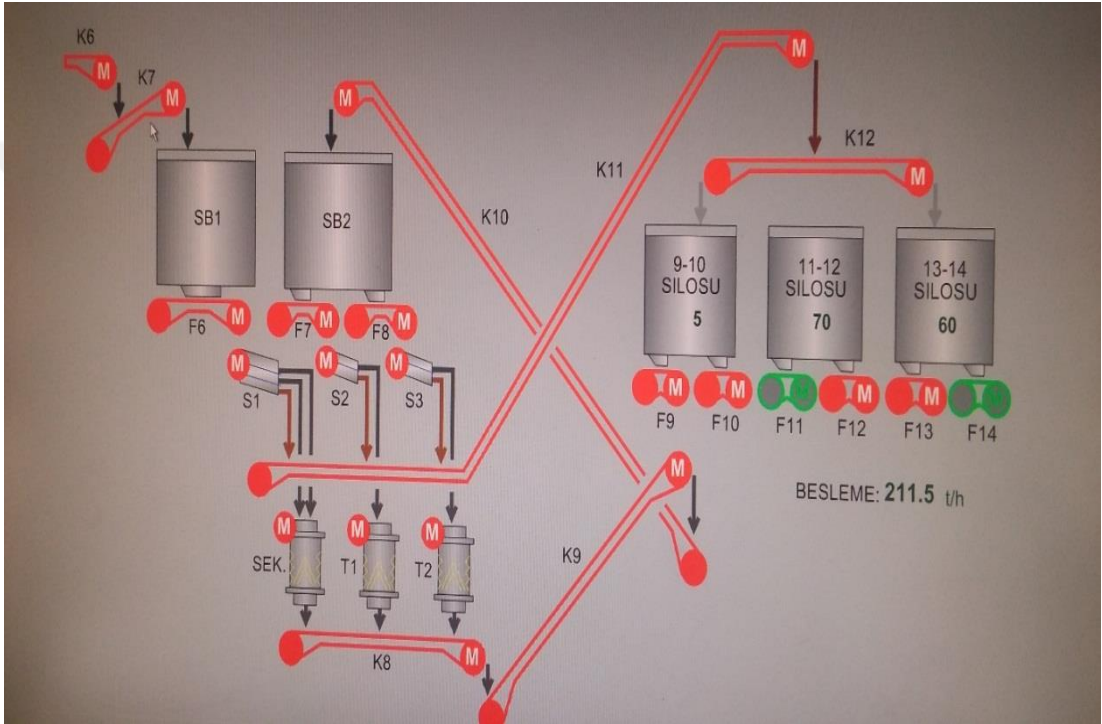 K6
K7
M
M
M
M
K12
K11
M
K10
SB1
SB2
9-10
SILOSU
5
11-12
SILOSU
70
13-14
SILOSU
60
M
F6
M
F7
M
F8
M
S1
M
S2
M
S3
M
F9
M
F10
M
F11
M
F12
M
F13
M
F14
M
BESLEME: 211.5 t/h
M
SEK.
M
T1
M
T2
K9
K8
M